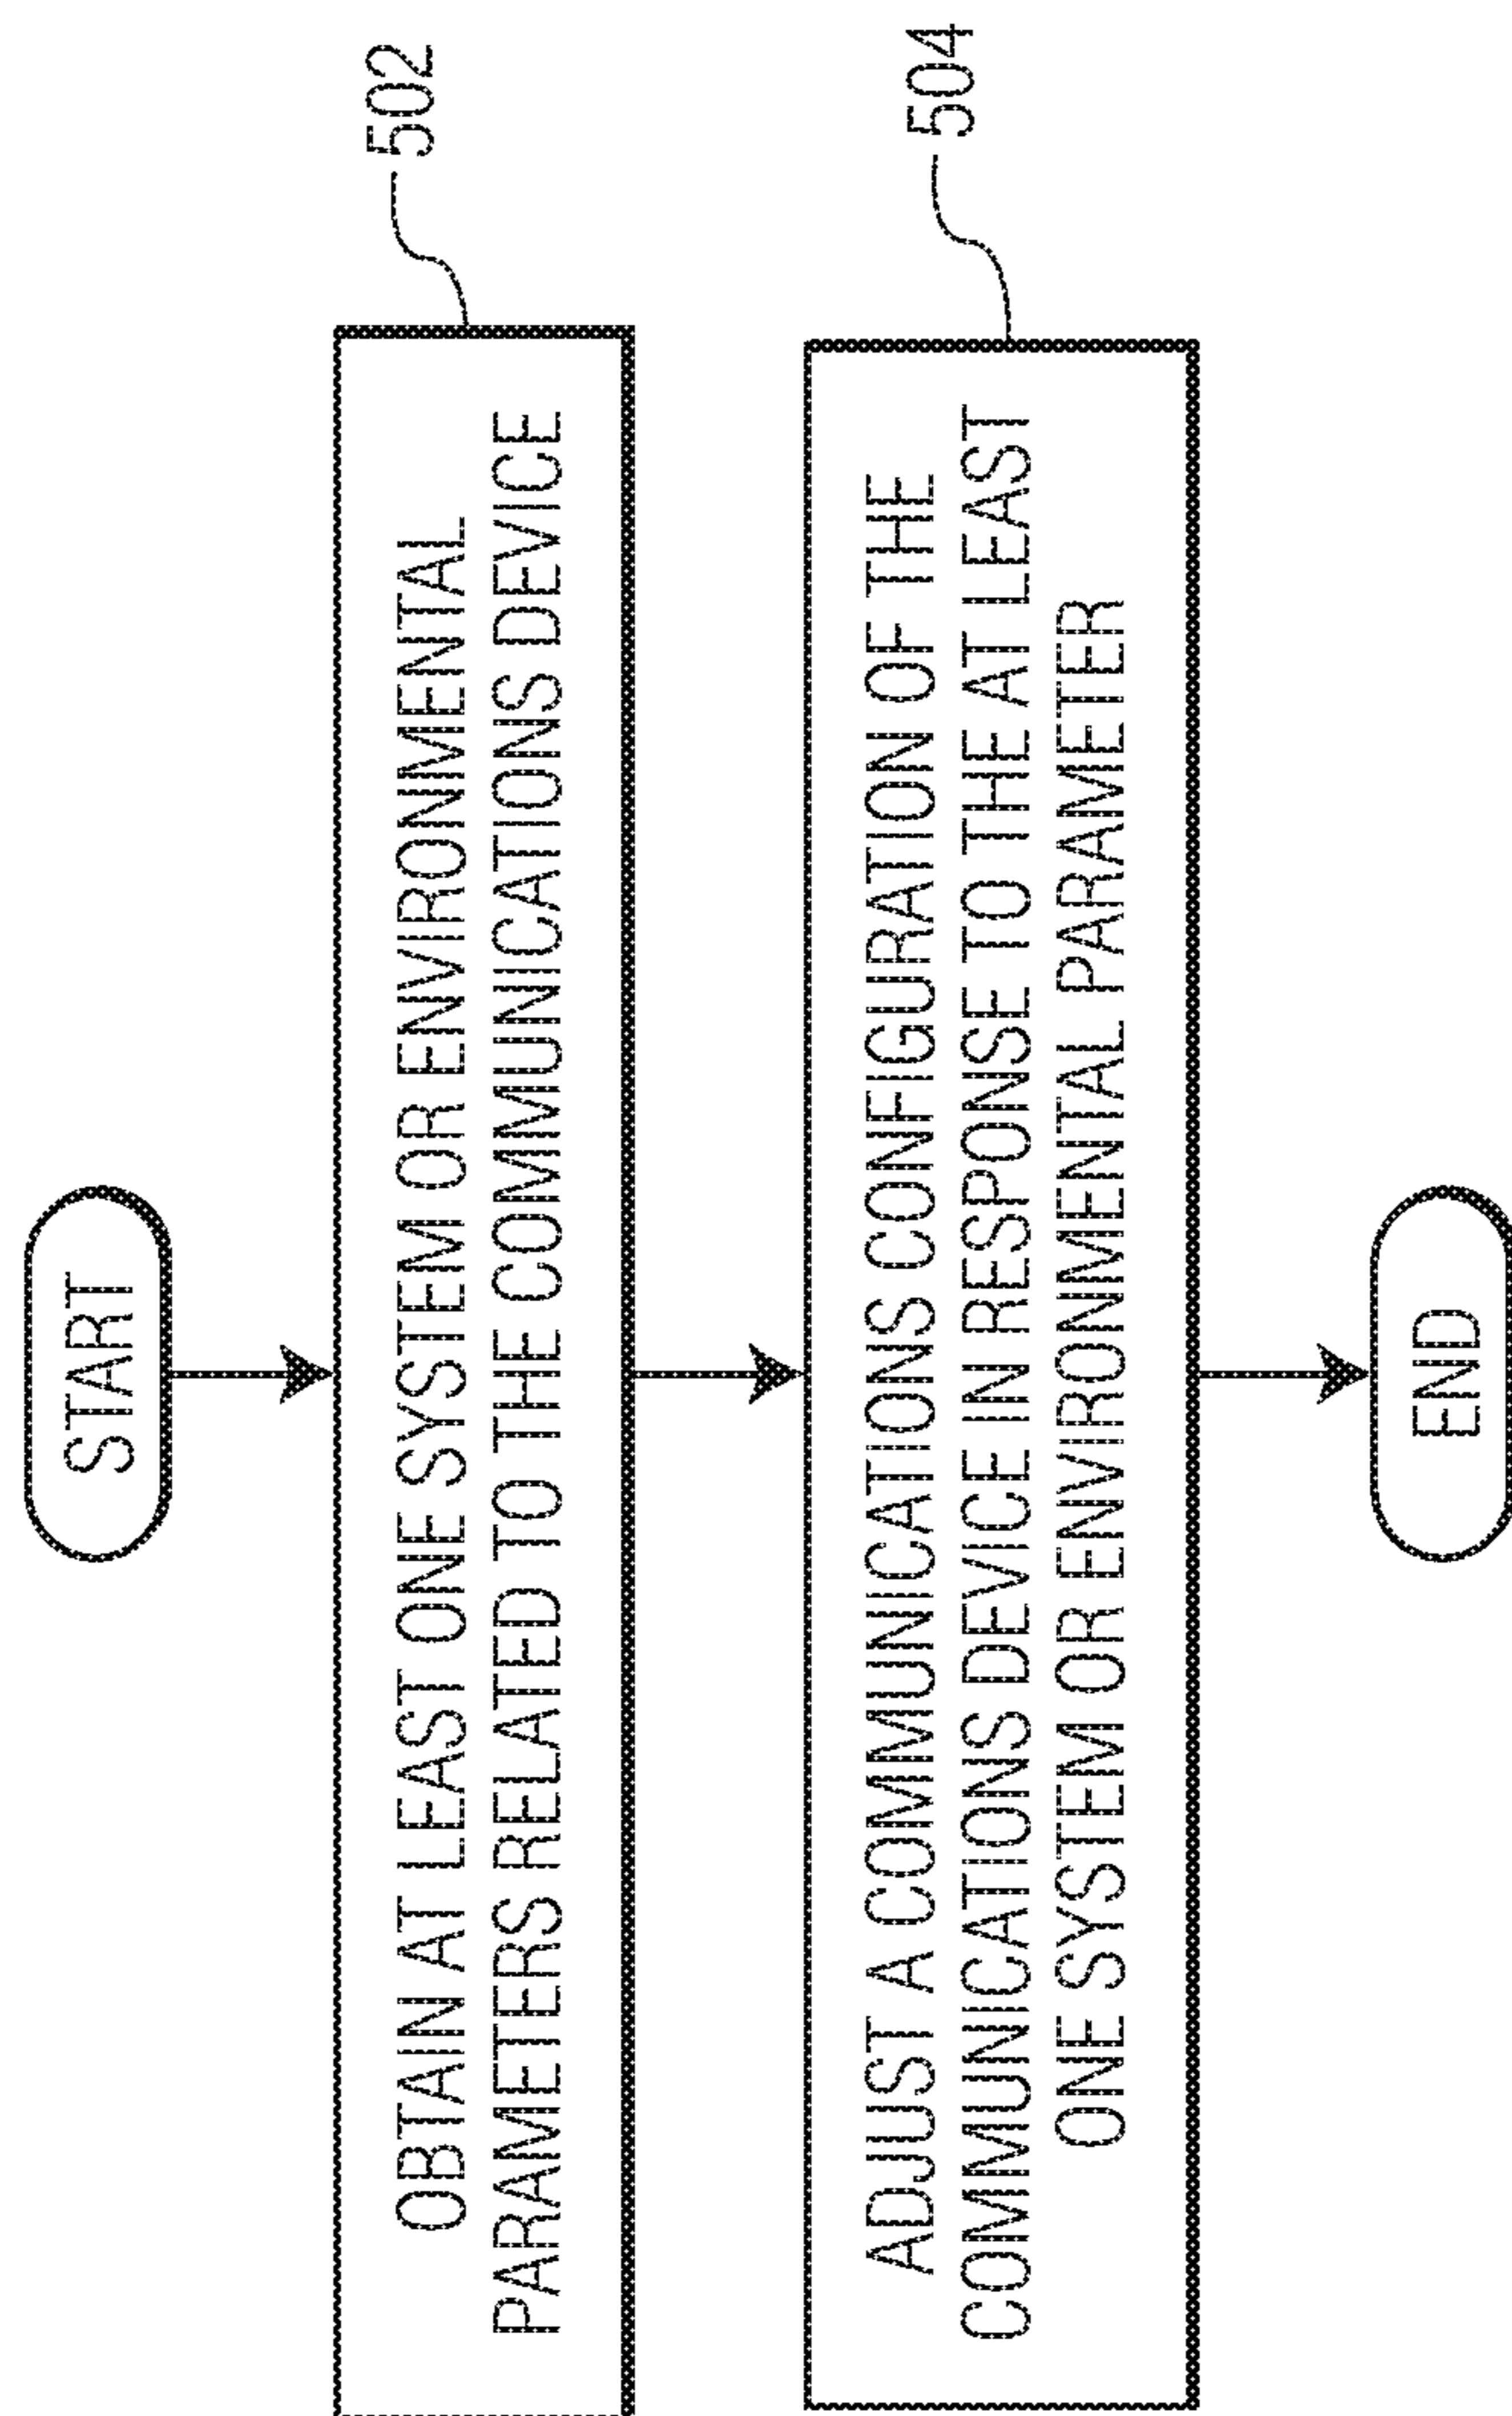 START
OBTAIN AT LEAST ONE SYSTEM OR ENVIRONMENTAL
PARAMETERS RELATED TO THE COMMUNICATIONS DEVICE
502
ADJUST A COMMUNICATIONS CONFIGURATION OF THE
COMMUNICATIONS DEVICE IN RESPONSE TO THE AT LEAST
ONE SYSTEM OR ENVIRONMENTAL PARAMETER
504
END